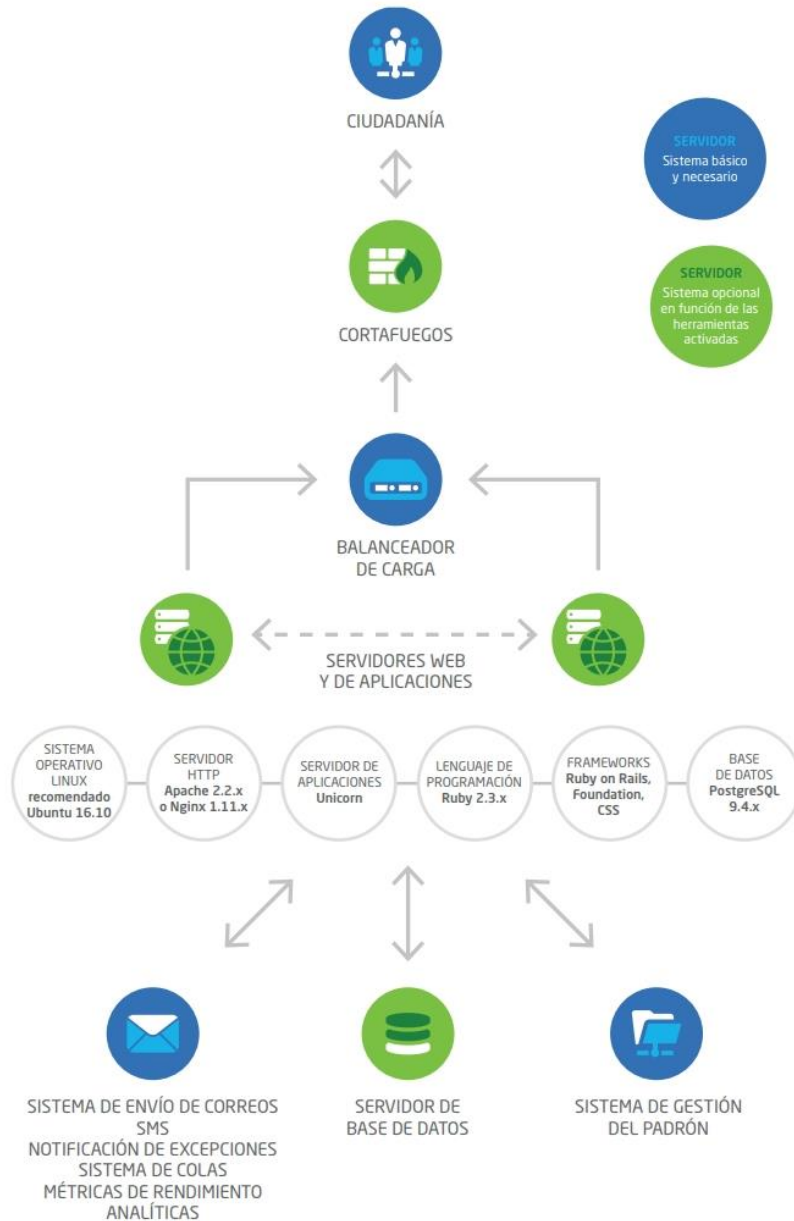 CIUDADANÍA
SERVIDOR
Sistema básico
y necesario
SERVIDOR
Sistema opcional
en función de las
herramientas
activadas
CORTAFUEGOS
BALANCEADOR
DE CARGA
SERVIDORES WEB
Y DE APLICACIONES
SISTEMA
OPERATIVO
LINUX
recomendado
Ubuntu 16.10
SERVIDOR
HTTP
Apache 2.2.x
o Nginx 1.11.x
SERVIDOR DE
APLICACIONES
Unicorn
LENGUAJE DE
PROGRAMACIÓN
Ruby 2.3.x
FRAMEWORKS
Ruby on Rails,
Foundation,
CSS
BASE
DE DATOS
PostgreSQL
9.4.x
SISTEMA DE ENVÍO DE CORREOS
SMS
NOTIFICACIÓN DE EXCEPCIONES
SISTEMA DE COLAS
MÉTRICAS DE RENDIMIENTO
ANALÍTICAS
SERVIDOR DE
BASE DE DATOS
SISTEMA DE GESTIÓN
DEL PADRÓN